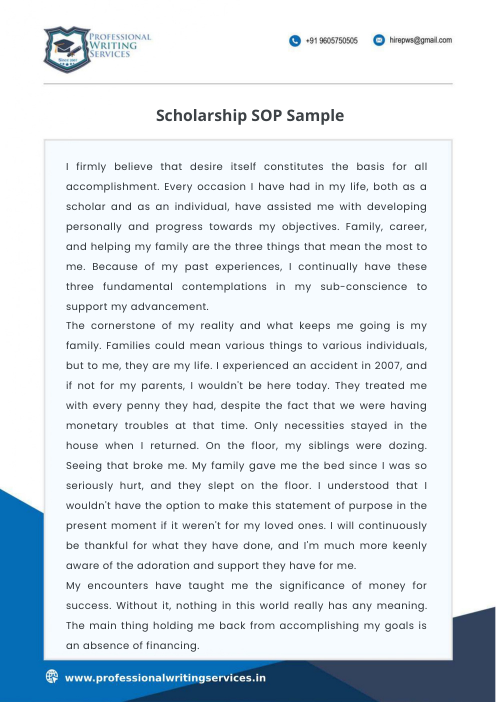 PROFESSIONAL
WRITING
SERVICES
+91 9605750505
hirepws@gmail.com
Scholarship SOP Sample
I firmly believe that desire itself constitutes the basis for all
accomplishment. Every occasion I have had in my life, both as a
scholar and as an individual, have assisted me with developing
personally and progress towards my objectives. Family, career,
and helping my family are the three things that mean the most to
me. Because of my past experiences, I continually have these
three fundamental contemplations in my sub-conscience to
support my advancement.
The cornerstone of my reality and what keeps me going is my
family. Families could mean various things to various individuals,
but to me, they are my life. I experienced an accident in 2007, and
if not for my parents, I wouldn't be here today. They treated me
with every penny they had, despite the fact that we were having
monetary troubles at that time. Only necessities stayed in the
house when I returned. On the floor, my siblings were dozing.
Seeing that broke me. My family gave me the bed since I was so
seriously hurt, and they slept on the floor. I understood that I
wouldn't have the option to make this statement of purpose in the
present moment if it weren't for my loved ones. I will continuously
be thankful for what they have done, and I'm much more keenly
aware of the adoration and support they have for me.
My encounters have taught me the significance of money for
success. Without it, nothing in this world really has any meaning.
The main thing holding me back from accomplishing my goals is
an absence of financing.
www.professionalwritingservices.in